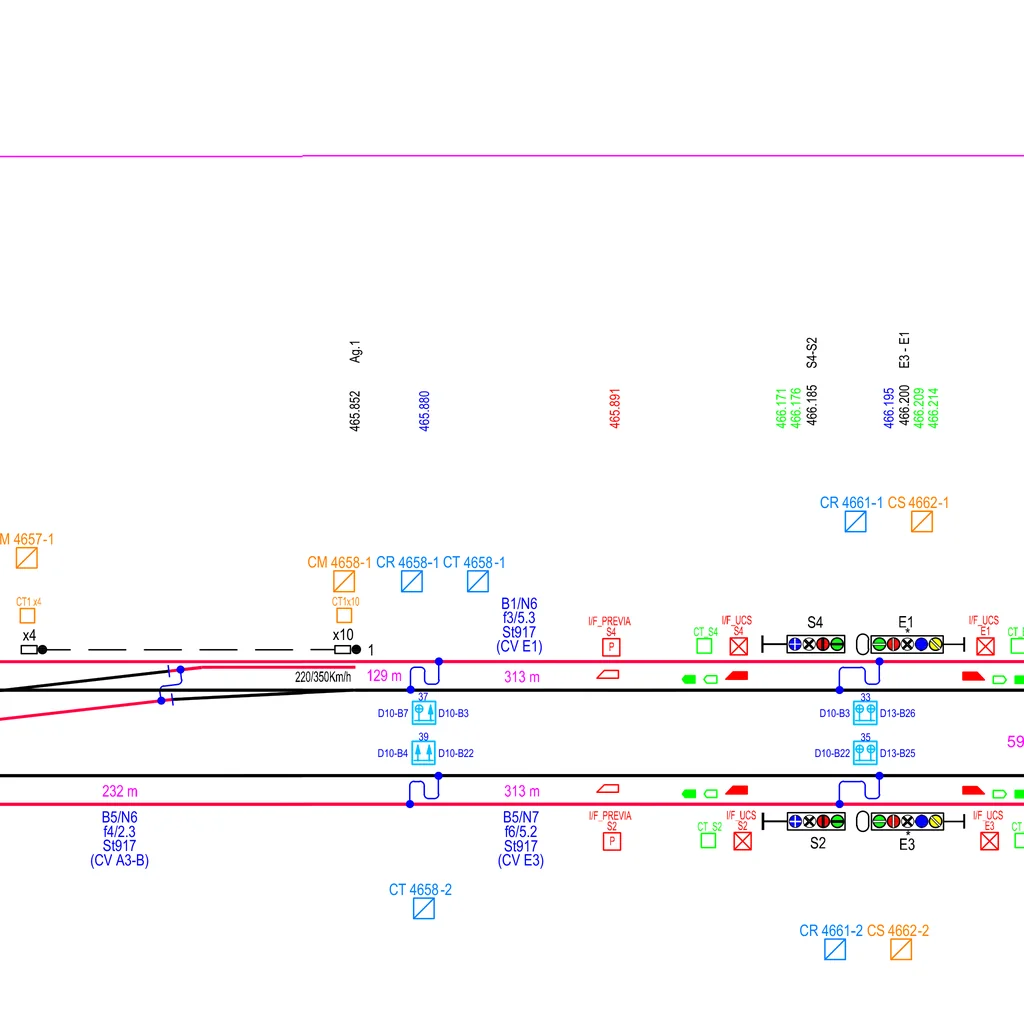 Ag.1
S4-S2
E3 - E1
465.852
465.880
465.891
466.171
466.176
466.185
466.195
466.200
466.209
466.214
CR 4661-1
CS 4662-1
M 4657-1
CM 4658-1
CR 4658-1
CT 4658-1
CT1 x4
CT1x10
B1/N6
f3/5.3
St917
(CV E1)
I/F_PREVIA
S4
P
CT_S4
I/F_UCS
S4
S4
E1
*
I/F_UCS
E1
x4
x10
1
220/350Km/h
129 m
313 m
37
D10-B7
D10-B3
33
D10-B3
D13-B26
39
D10-B4
D10-B22
35
D10-B22
D13-B25
59
232 m
313 m
B5/N6
f4/2.3
St917
(CV A3-B)
B5/N7
f6/5.2
St917
(CV E3)
I/F_PREVIA
S2
P
CT_S2
I/F_UCS
S2
S2
*
E3
I/F_UCS
E3
CT 4658-2
CR 4661-2
CS 4662-2